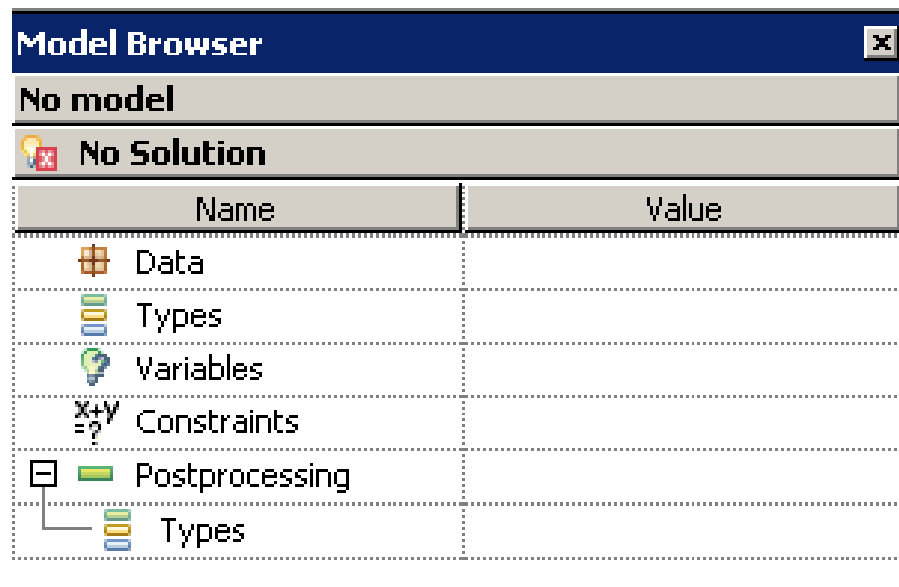 Model Browser
No model
No Solution
Name Value
Data
Types
Variables
x+y
=?
Constraints
Postprocessing
Types